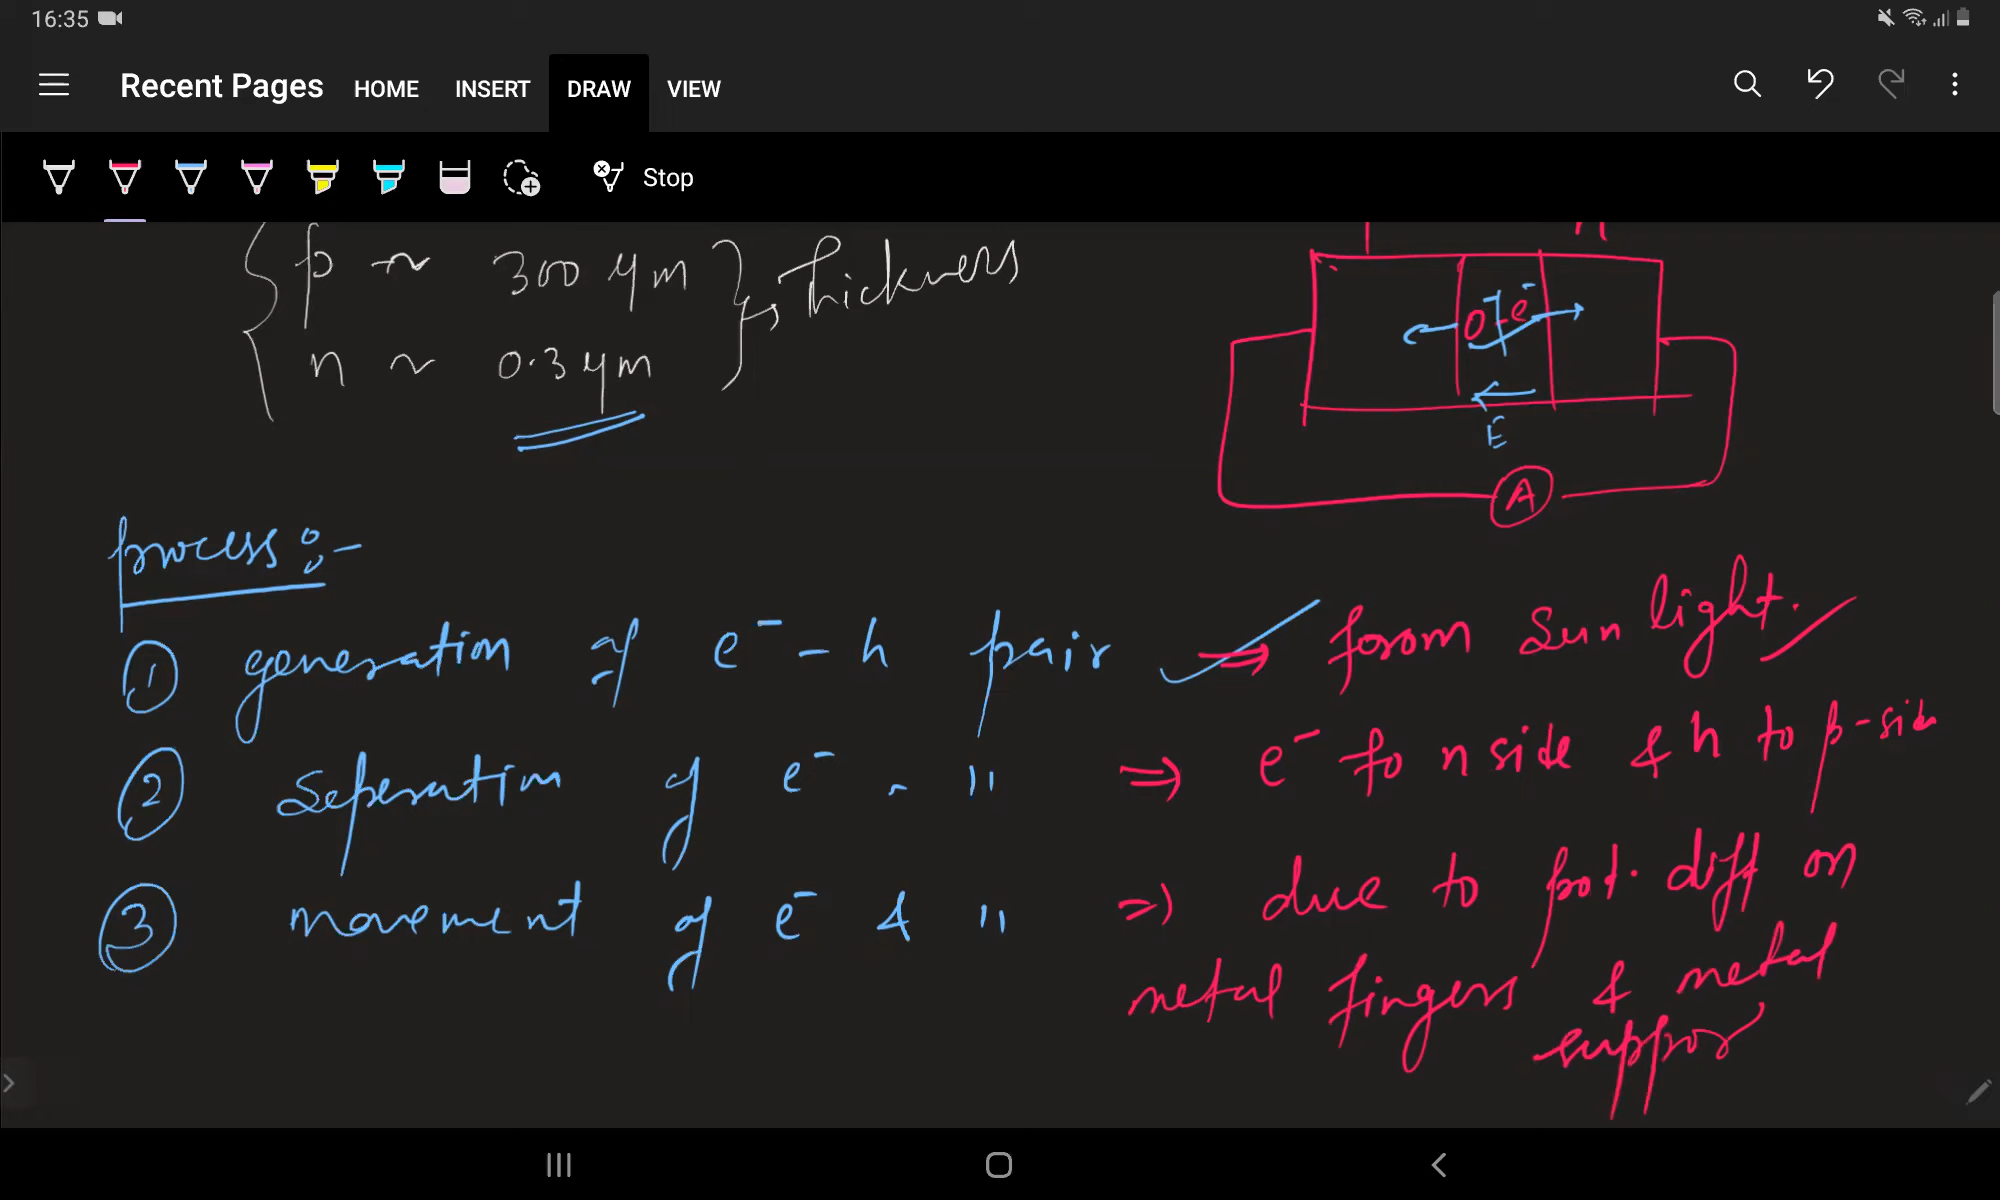 16:35
Recent Pages HOME INSERT DRAW VIEW
Stop
p ~ 300 μm
n ~ 0.3 μm
thickness
O e⁻
E
A
process :-
① generation of e⁻ - h pair ⇒ from sun light.
② Seperation of e⁻ - " ⇒ e⁻ to n side & h to p-side
③ movement of e⁻ & " ⇒ due to pot. diff on
metal fingers & metal
suppor